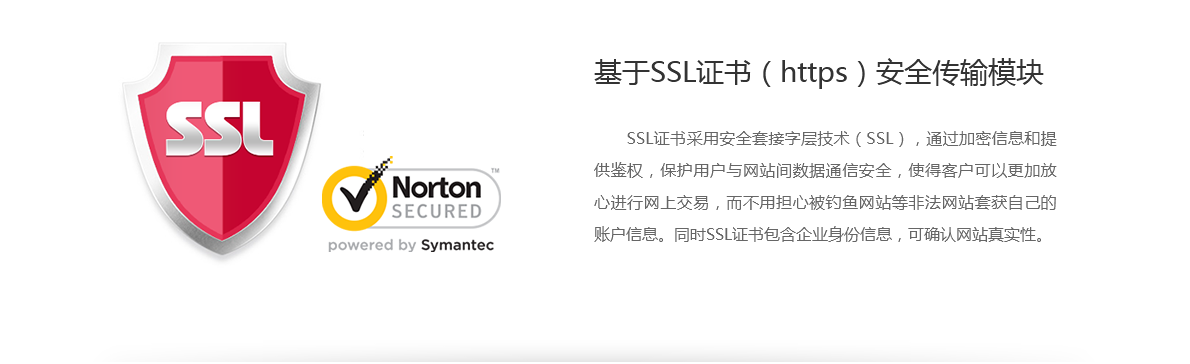 SSL
Norton™
SECURED
powered by Symantec
基于SSL证书（https）安全传输模块
SSL证书采用安全套接字层技术（SSL），通过加密信息和提
供鉴权，保护用户与网站间数据通信安全，使得客户可以更加放
心进行网上交易，而不用担心被钓鱼网站等非法网站套获自己的
账户信息。同时SSL证书包含企业身份信息，可确认网站真实性。